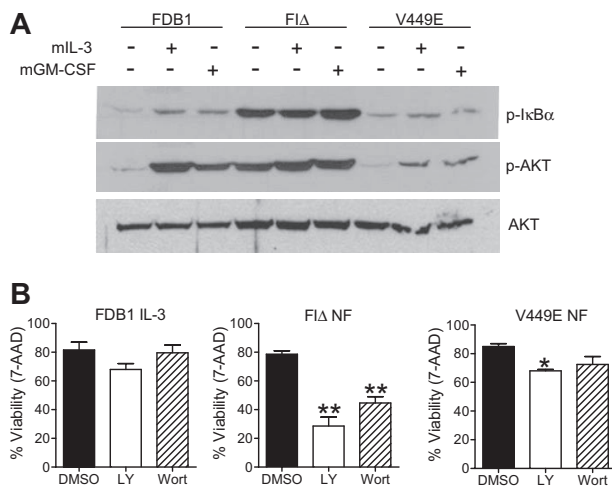 A
FDB1 FIΔ V449E
mIL-3 - + - - + - - + -
mGM-CSF - - + - - + - - +
p-IκBα
p-AKT
AKT
B
FDB1 IL-3
% Viability (7-AAD)
100
80
60
40
20
0
DMSO LY Wort
FIΔ NF
% Viability (7-AAD)
100
80
60
40
20
0
** **
DMSO LY Wort
V449E NF
% Viability (7-AAD)
100
80
60
40
20
0
*
DMSO LY Wort